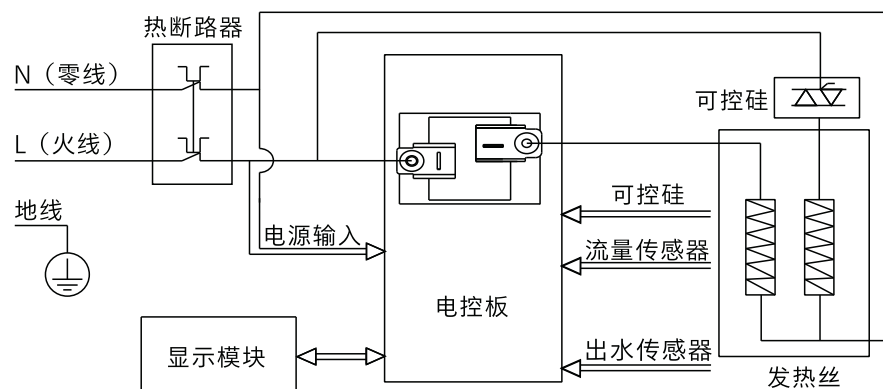 热断路器
N（零线）
可控硅
L（火线）
可控硅
地线
电源输入
流量传感器
电控板
显示模块
出水传感器
发热丝